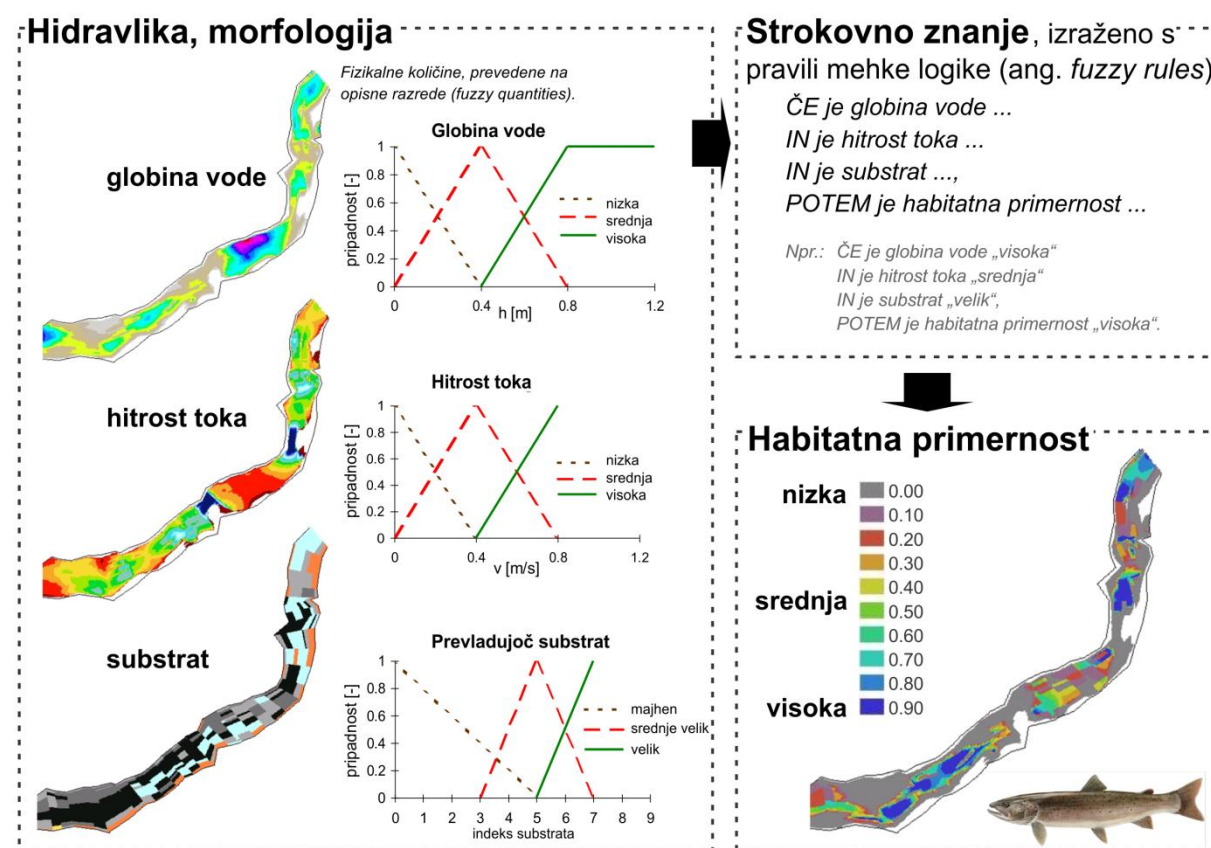 Hidravlika, morfologija
Fizikalne količine, prevedene na
opisne razrede (fuzzy quantities).
globina vode
Globina vode
pripadnost [-]
1
0.8
0.6
0.4
0.2
0
0 0.4 0.8 1.2
h [m]
nizka
srednja
visoka
hitrost toka
Hitrost toka
pripadnost [-]
1
0.8
0.6
0.4
0.2
0
0 0.4 0.8
v [m/s]
nizka
srednja
visoka
substrat
Prevladujoč substrat
pripadnost [-]
1
0.8
0.6
0.4
0.2
0
0 1 2 3 4 5 6 7 8 9
indeks substrata
majhen
srednje velik
velik
Strokovno znanje, izraženo s
pravili mehke logike (ang. fuzzy rules)
ČE je globina vode ...
IN je hitrost toka ...
IN je substrat ...,
POTEM je habitatna primernost ...
Npr.: ČE je globina vode „visoka“
IN je hitrost toka „srednja“
IN je substrat „velik“,
POTEM je habitatna primernost „visoka“.
Habitatna primernost
nizka 0.00
0.10
0.20
0.30
0.40
srednja 0.50
0.60
0.70
0.80
visoka 0.90